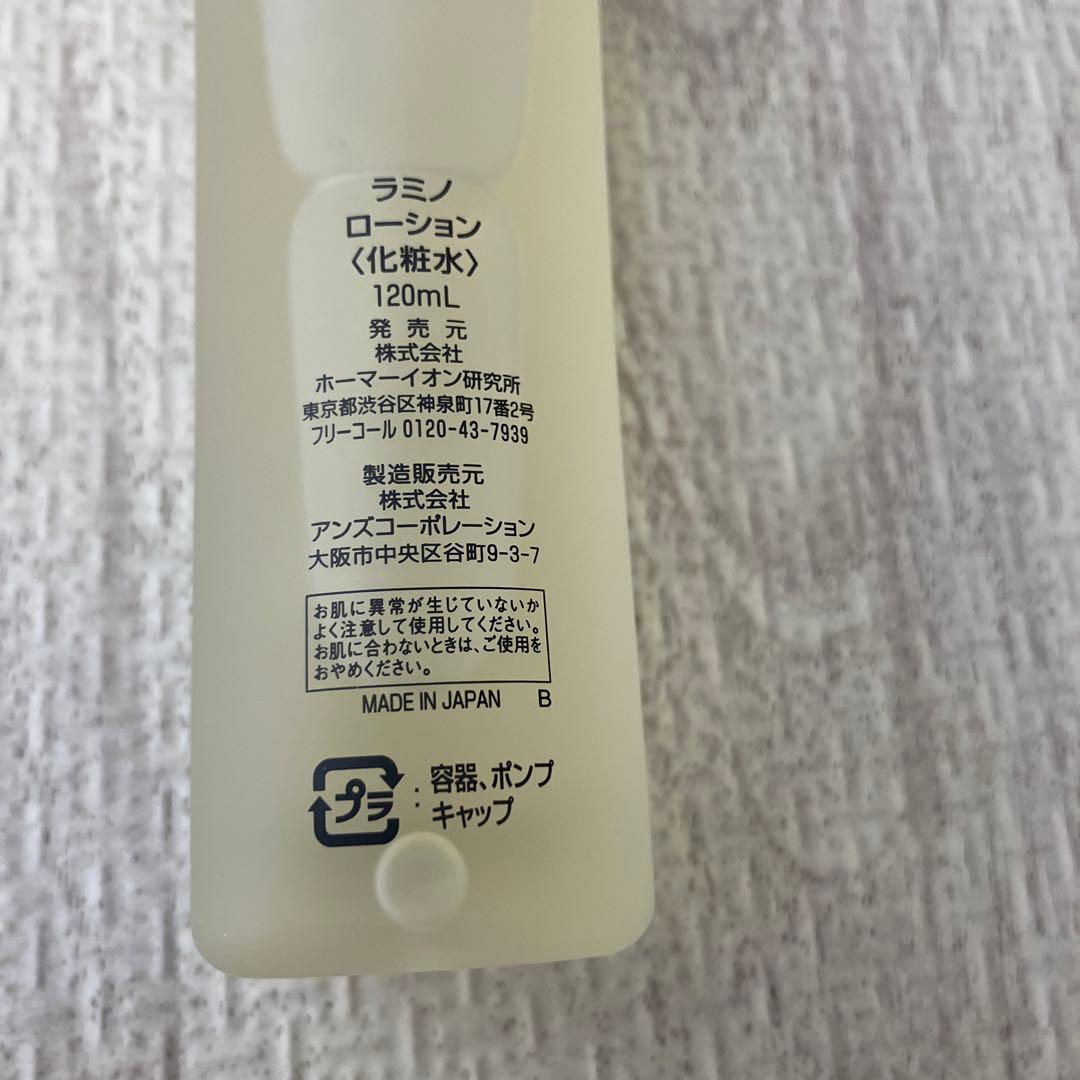 ラミノ
ローション
〈化粧水〉
120mL
発売元
株式会社
ホーマーイオン研究所
東京都渋谷区神泉町17番2号
フリーコール 0120-43-7939
製造販売元
株式会社
アンズコーポレーション
大阪市中央区谷町9-3-7
お肌に異常が生じていないか
よく注意して使用してください。
お肌に合わないときは、ご使用を
おやめください。
MADE IN JAPAN B
プラ : 容器、ポンプ
キャップ